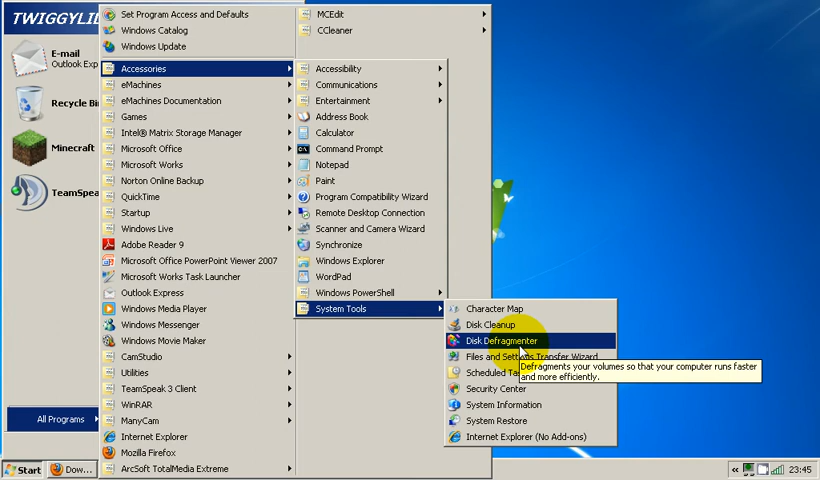 TWIGGYLIL
E-mail
Outlook Exp
Recycle Bin
Minecraft
TeamSpea
All Programs
Set Program Access and Defaults
Windows Catalog
Windows Update
Accessories
eMachines
eMachines Documentation
Games
Intel® Matrix Storage Manager
Microsoft Office
Microsoft Works
Norton Online Backup
QuickTime
Startup
Windows Live
Adobe Reader 9
Microsoft Office PowerPoint Viewer 2007
Microsoft Works Task Launcher
Outlook Express
Windows Media Player
Windows Messenger
Windows Movie Maker
CamStudio
Utilities
TeamSpeak 3 Client
WinRAR
ManyCam
Internet Explorer
Mozilla Firefox
ArcSoft TotalMedia Extreme
MCEdit
CCleaner
Accessibility
Communications
Entertainment
Address Book
Calculator
Command Prompt
Notepad
Paint
Program Compatibility Wizard
Remote Desktop Connection
Scanner and Camera Wizard
Synchronize
Windows Explorer
WordPad
Windows PowerShell
System Tools
Character Map
Disk Cleanup
Disk Defragmenter
Files and Settings Transfer Wizard
Scheduled Tas
Security Center
System Information
System Restore
Internet Explorer (No Add-ons)
Defragments your volumes so that your computer runs faster
and more efficiently.
Start
Dow...
23:45